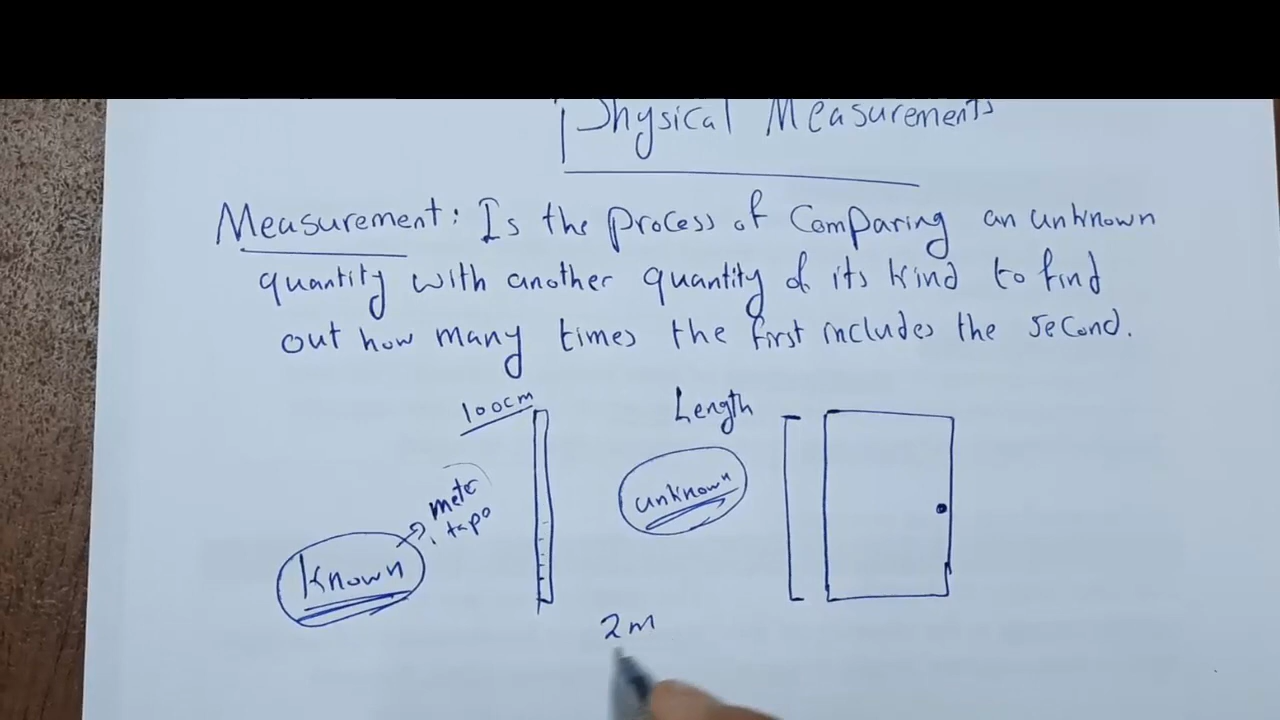 Physical Measurements
Measurement: Is the process of Comparing an unknown
quantity with another quantity of its kind to find
out how many times the first includes the second.
100cm
Length
unknown
mete
tape
Known
2m